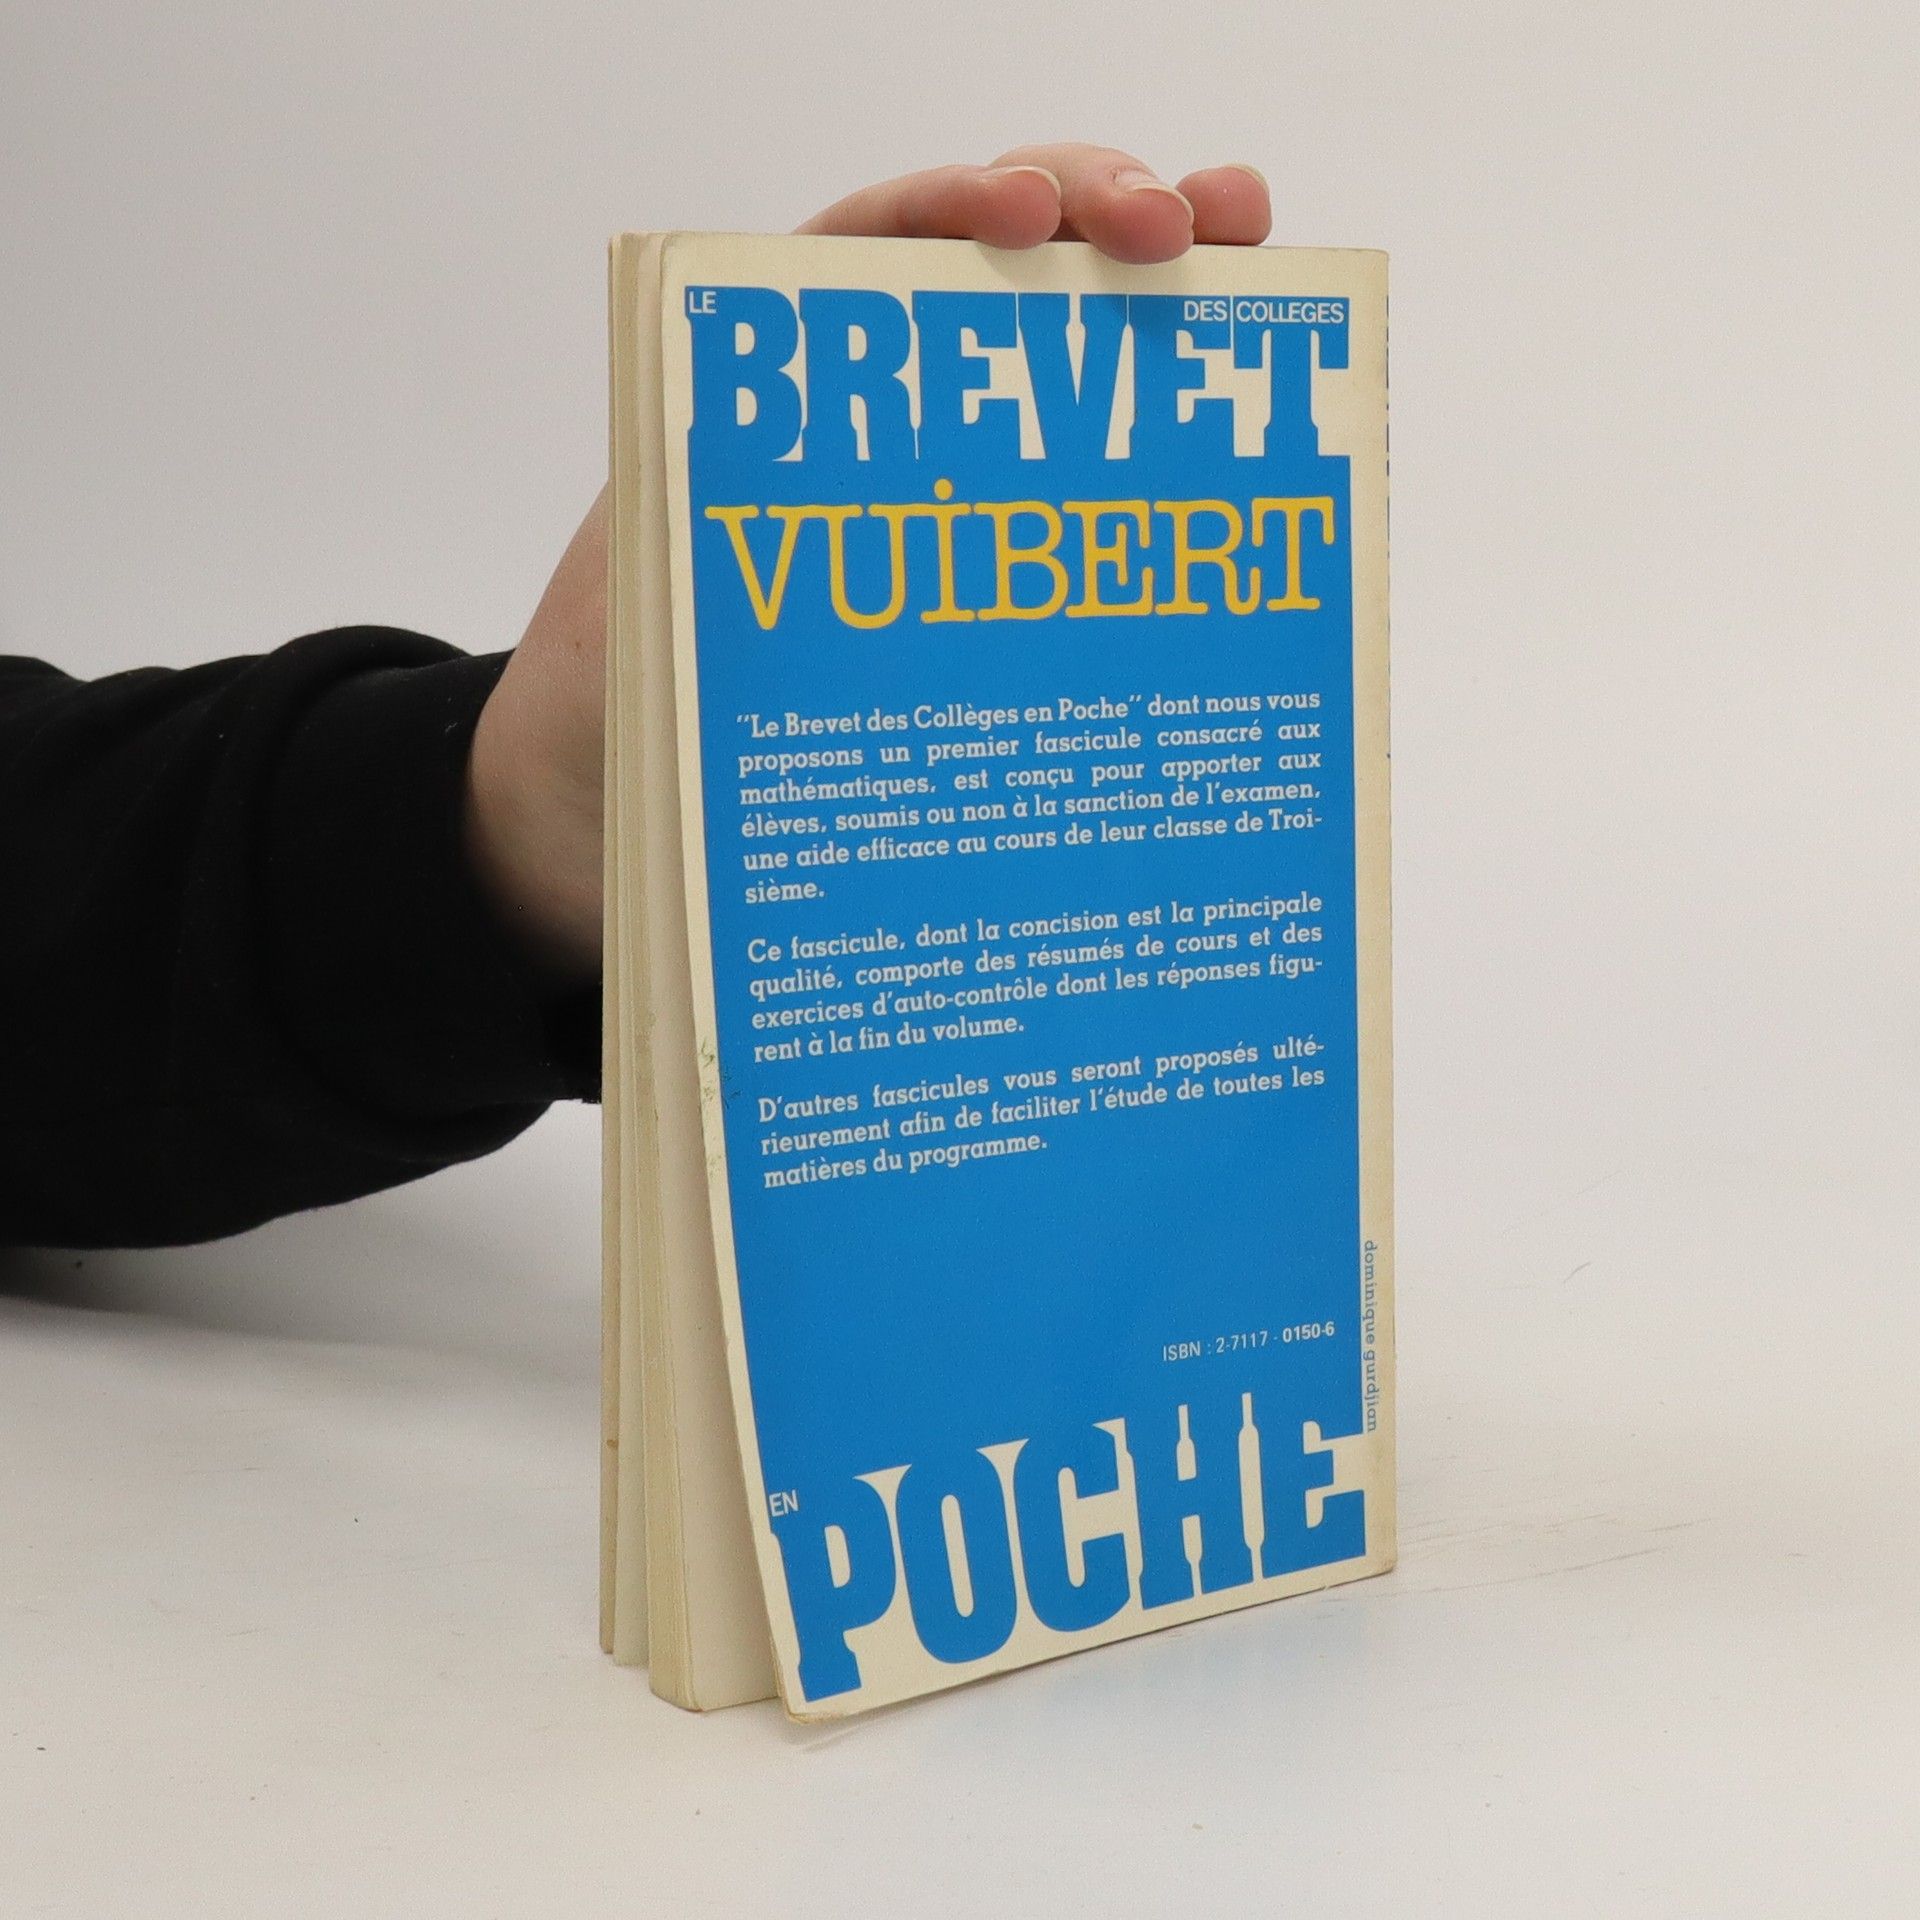 LE BREVET DES COLLEGES
VUiBERT
"Le Brevet des Collèges en Poche" dont nous vous
proposons un premier fascicule consacré aux
mathématiques, est conçu pour apporter aux
élèves, soumis ou non à la sanction de l'examen,
une aide efficace au cours de leur classe de Troi-
sième.
Ce fascicule, dont la concision est la principale
qualité, comporte des résumés de cours et des
exercices d'auto-contrôle dont les réponses figu-
rent à la fin du volume.
D'autres fascicules vous seront proposés ulté-
rieurement afin de faciliter l'étude de toutes les
matières du programme.
ISBN : 2-7117-0150-6
dominique gurdjian
EN POCHE